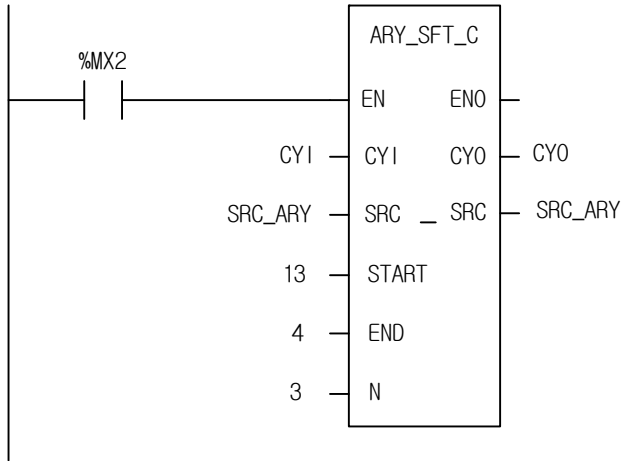 ARY_SFT_C
%MX2
EN ENO
CYI CYI CYO CYO
SRC_ARY SRC _ SRC SRC_ARY
13 START
4 END
3 N